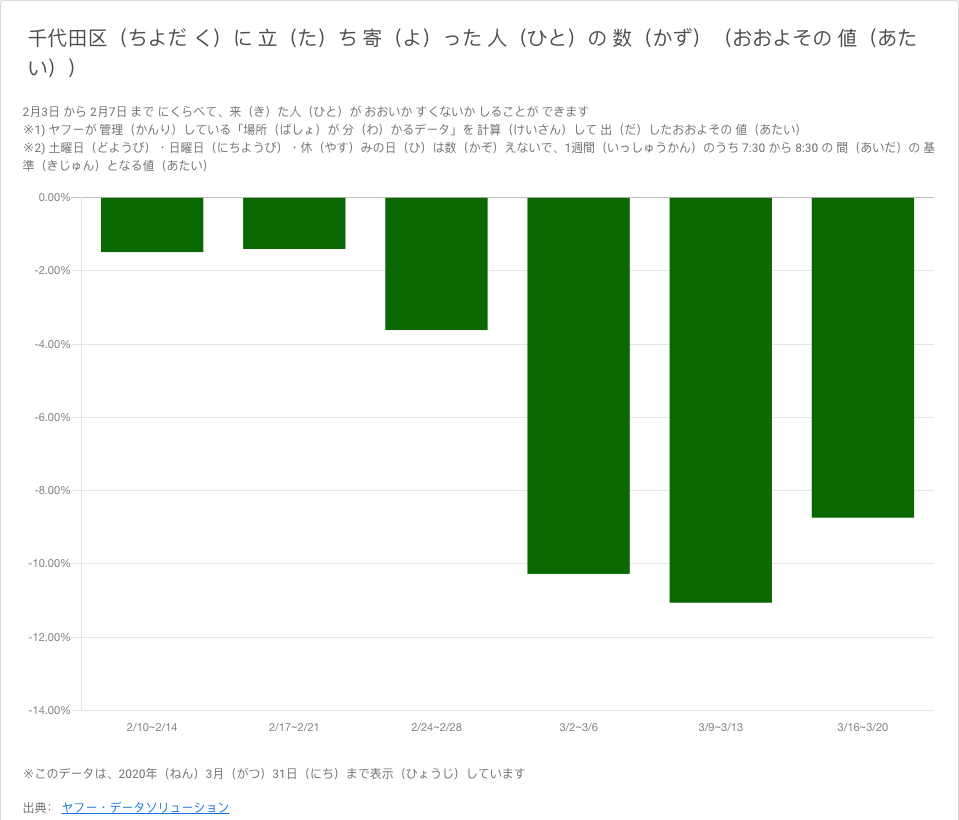 千代田区（ちよだ く）に 立（た）ち 寄（よ）った 人（ひと）の 数（かず）（おおよその 値（あた
い））
2月3日 から 2月7日 まで にくらべて、来（き）た人（ひと）が おおいか すくないか しることが できます
※1) ヤフーが 管理（かんり）している「場所（ばしょ）が 分（わ）かるデータ」を 計算（けいさん）して 出（だ）したおおよその 値（あたい）
※2) 土曜日（どようび）・日曜日（にちようび）・休（やす）みの日（ひ）は数（かぞ）えないで、1週間（いっしゅうかん）のうち 7:30 から 8:30 の 間（あいだ）の 基
準（きじゅん）となる値（あたい）
0.00%
-2.00%
-4.00%
-6.00%
-8.00%
-10.00%
-12.00%
-14.00%
2/10~2/14
2/17~2/21
2/24~2/28
3/2~3/6
3/9~3/13
3/16~3/20
※このデータは、2020年（ねん）3月（がつ）31日（にち）まで表示（ひょうじ）しています
出典： ヤフー・データソリューション